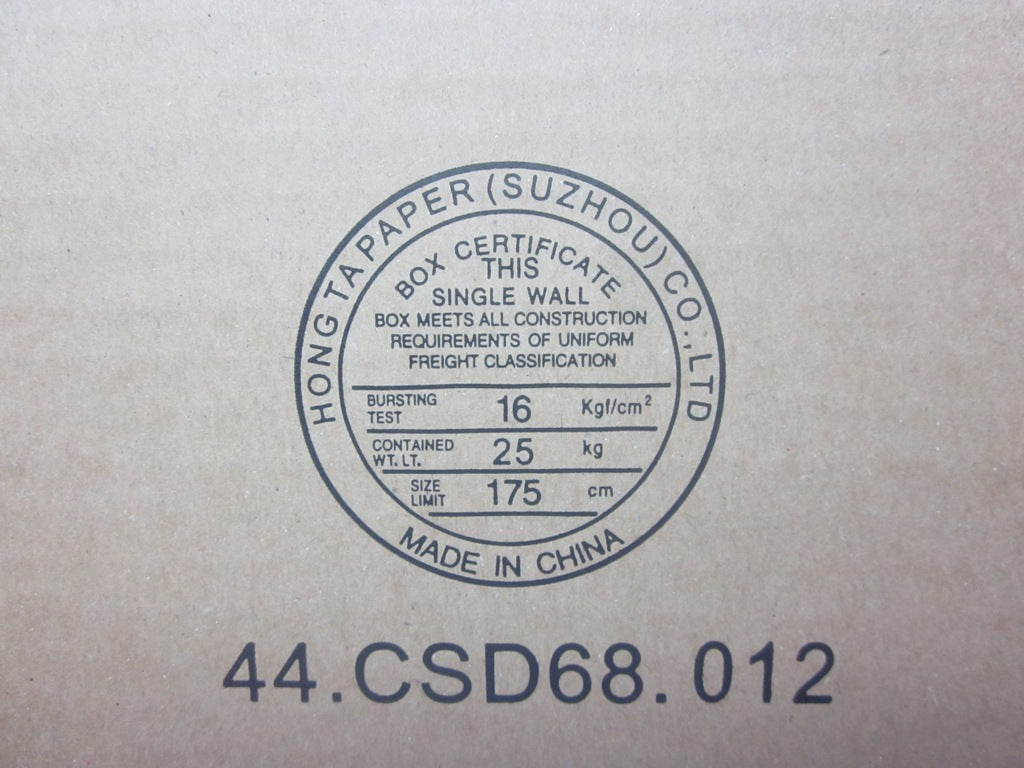 HONG TA PAPER (SUZHOU) CO.,LTD
BOX CERTIFICATE
THIS
SINGLE WALL
BOX MEETS ALL CONSTRUCTION
REQUIREMENTS OF UNIFORM
FREIGHT CLASSIFICATION
BURSTING TEST 16 Kgf/cm²
CONTAINED WT. LT. 25 kg
SIZE LIMIT 175 cm
MADE IN CHINA
44.CSD68.012